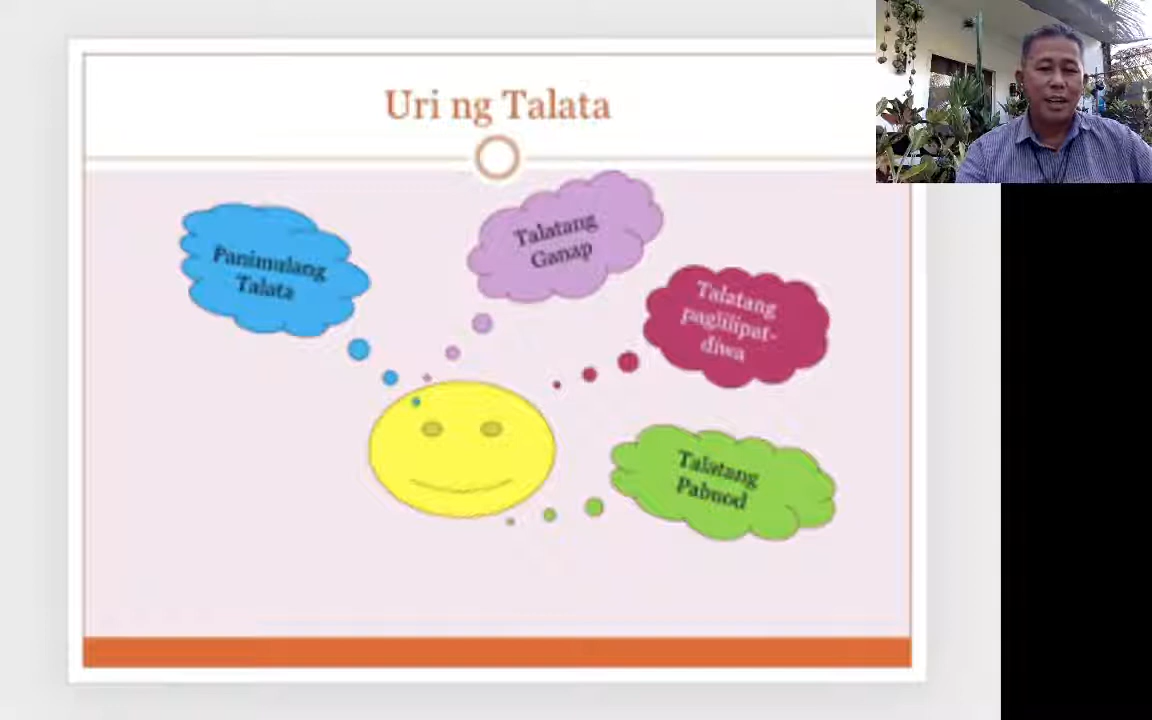 Uri ng Talata
Panimulang
Talata
Talatang
Ganap
Talatang
paglilipat-
diwa
Talatang
Pabuod